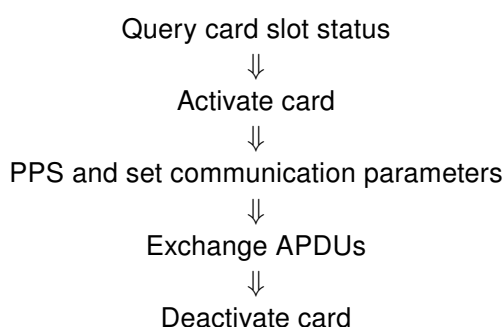 Query card slot status
⇓
Activate card
⇓
PPS and set communication parameters
⇓
Exchange APDUs
⇓
Deactivate card